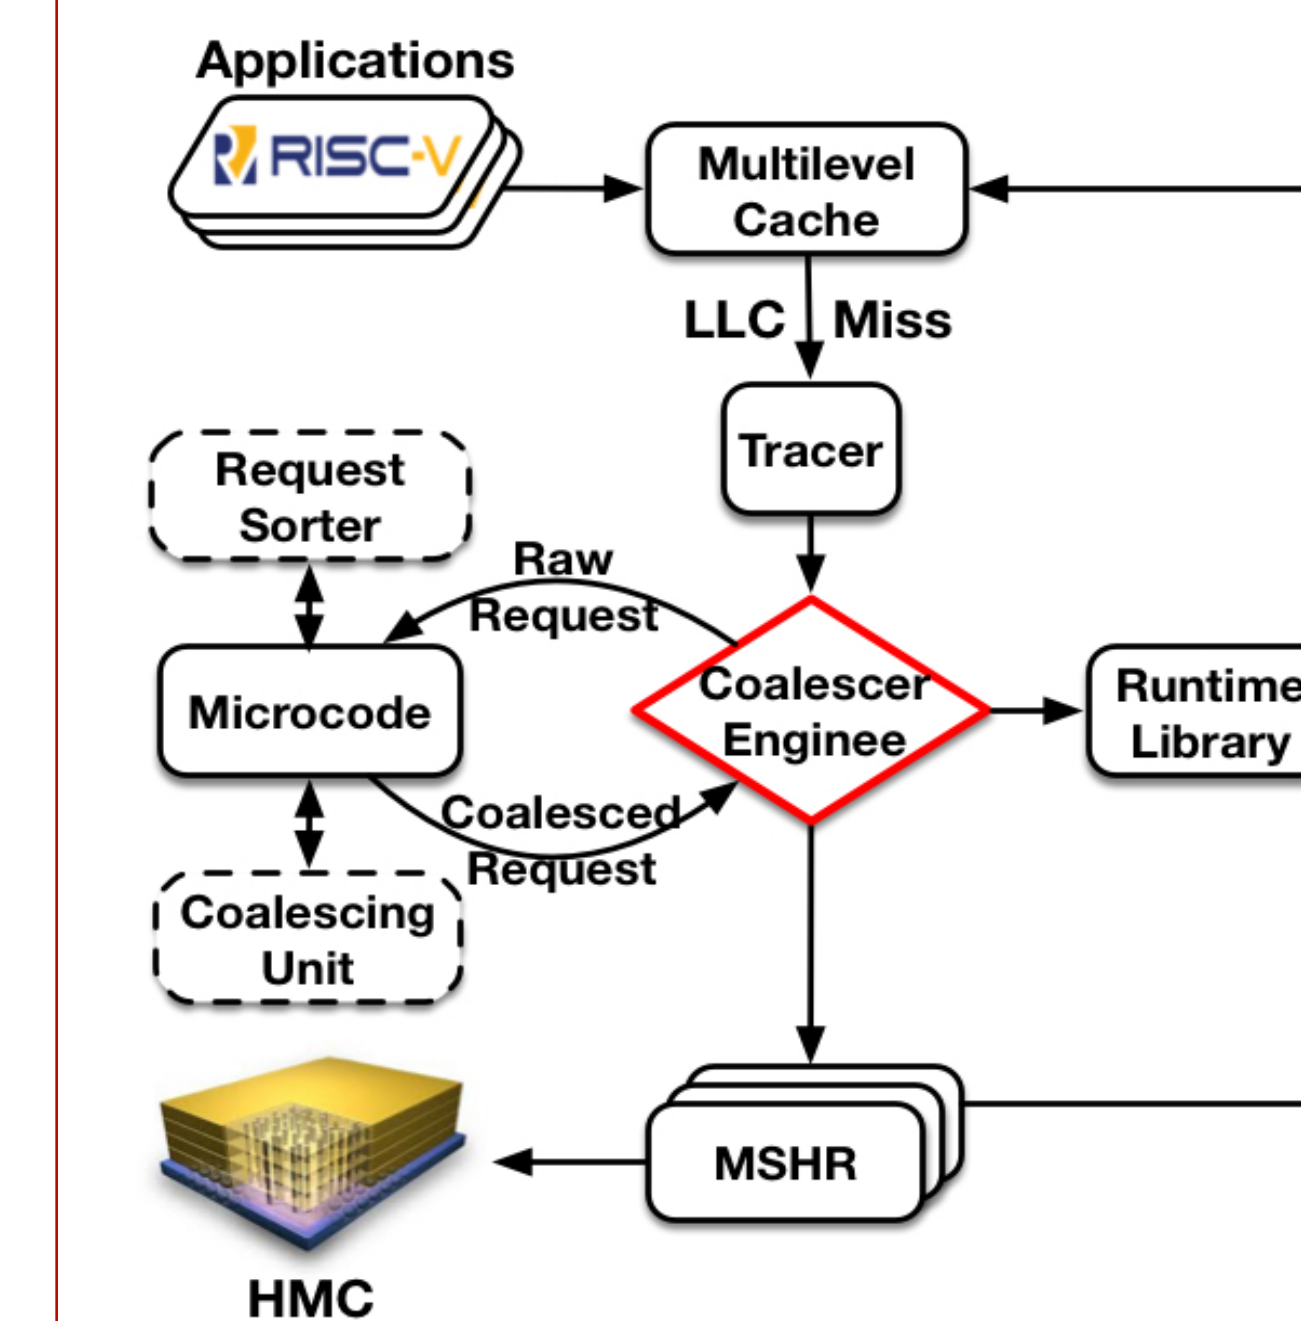 Applications
RISC-V
Multilevel
Cache
LLC Miss
Tracer
Request
Sorter
Raw
Request
Microcode
Coalescer
Enginee
Runtime
Library
Coalesced
Request
Coalescing
Unit
MSHR
HMC